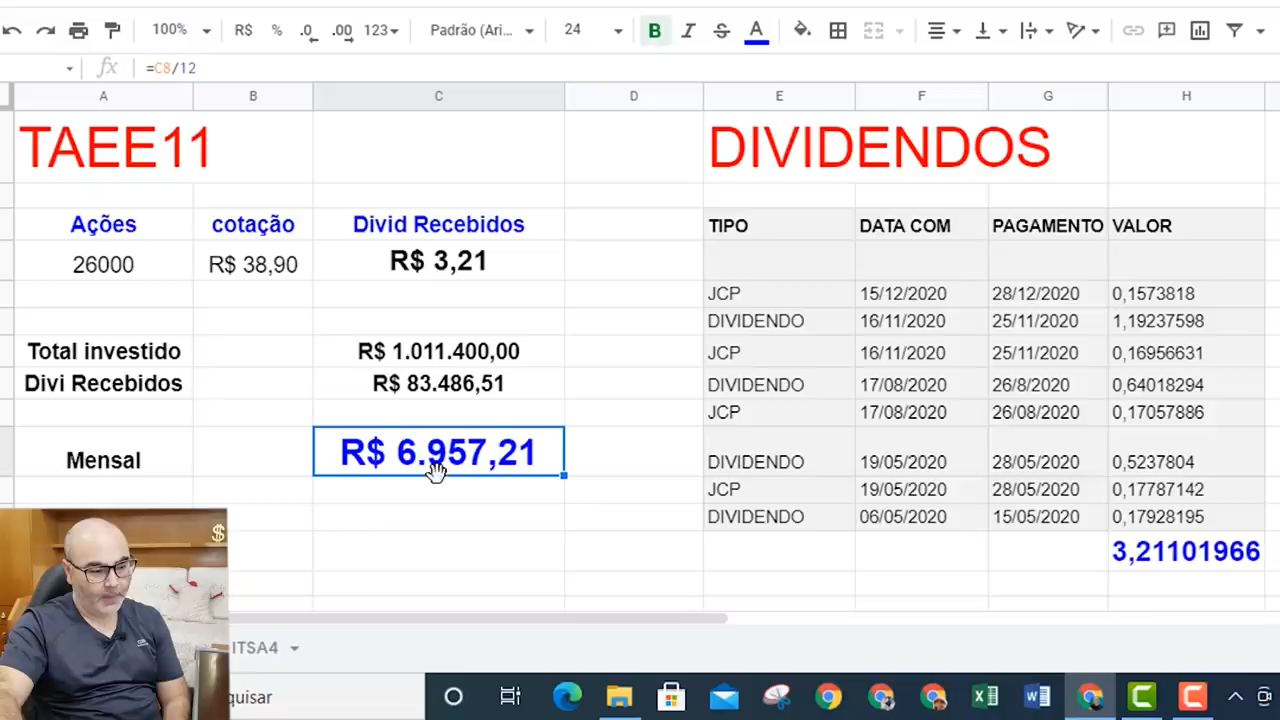 100% R$ % .0 .00 123 Padrão (Ari... 24 B I S A
fx =C8/12
A B C D E F G H
TAEE11 DIVIDENDOS
Ações cotação Divid Recebidos TIPO DATA COM PAGAMENTO VALOR
26000 R$ 38,90 R$ 3,21
JCP 15/12/2020 28/12/2020 0,1573818
DIVIDENDO 16/11/2020 25/11/2020 1,19237598
Total investido R$ 1.011.400,00 JCP 16/11/2020 25/11/2020 0,16956631
Divi Recebidos R$ 83.486,51 DIVIDENDO 17/08/2020 26/8/2020 0,64018294
JCP 17/08/2020 26/08/2020 0,17057886
Mensal R$ 6.957,21 DIVIDENDO 19/05/2020 28/05/2020 0,5237804
JCP 19/05/2020 28/05/2020 0,17787142
DIVIDENDO 06/05/2020 15/05/2020 0,17928195
$
3,21101966
ITSA4
quisar